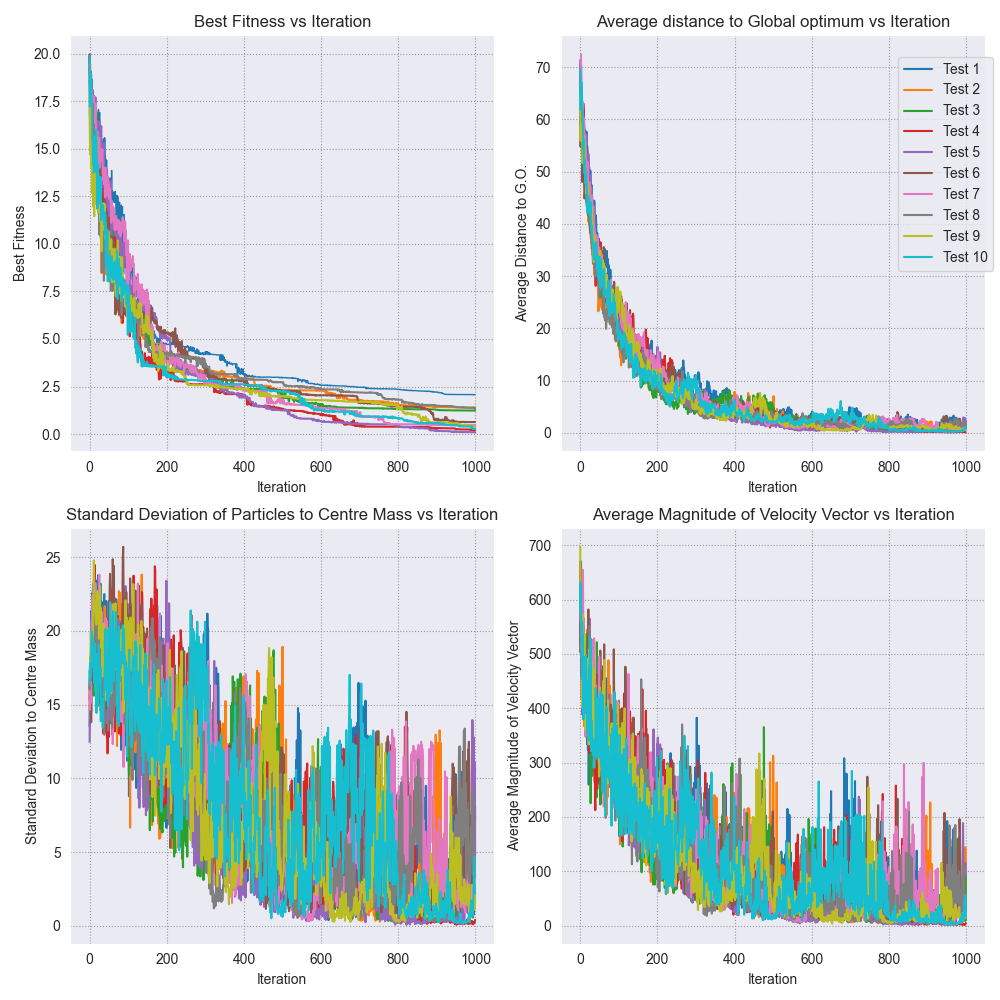 Best Fitness vs Iteration
20.0
17.5
15.0
12.5
10.0
7.5
5.0
2.5
0.0
Best Fitness
0 200 400 600 800 1000
Iteration
Average distance to Global optimum vs Iteration
70
60
50
40
30
20
10
0
Average Distance to G.O.
0 200 400 600 800 1000
Iteration
Test 1
Test 2
Test 3
Test 4
Test 5
Test 6
Test 7
Test 8
Test 9
Test 10
Standard Deviation of Particles to Centre Mass vs Iteration
25
20
15
10
5
0
Standard Deviation to Centre Mass
0 200 400 600 800 1000
Iteration
Average Magnitude of Velocity Vector vs Iteration
700
600
500
400
300
200
100
0
Average Magnitude of Velocity Vector
0 200 400 600 800 1000
Iteration